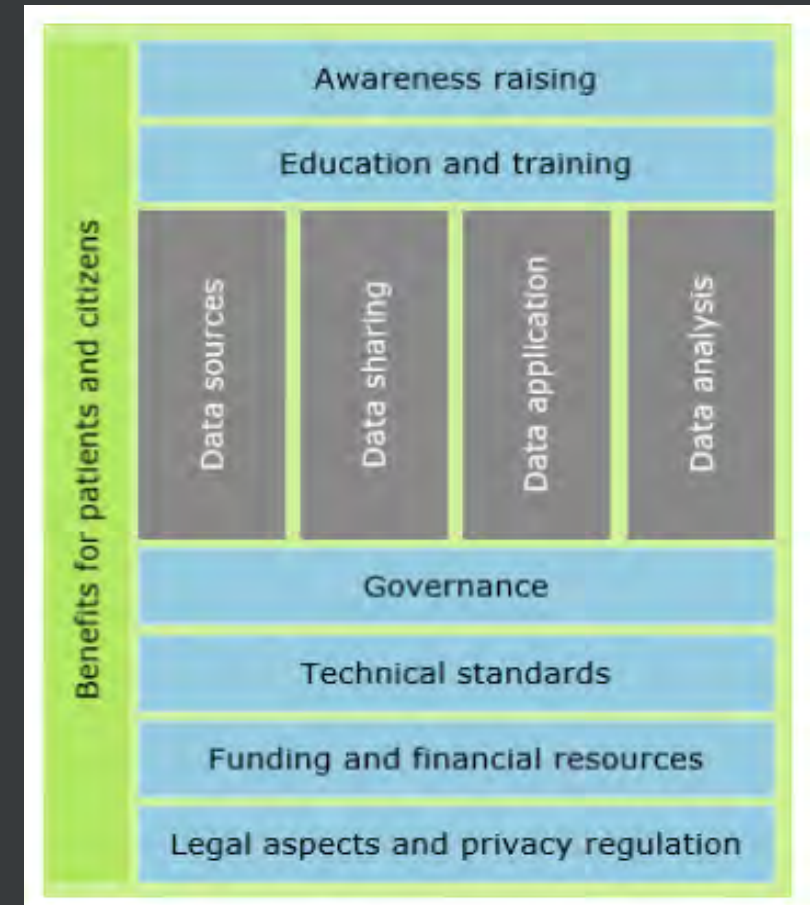 Benefits for patients and citizens
Awareness raising
Education and training
Data sources
Data sharing
Data application
Data analysis
Governance
Technical standards
Funding and financial resources
Legal aspects and privacy regulation